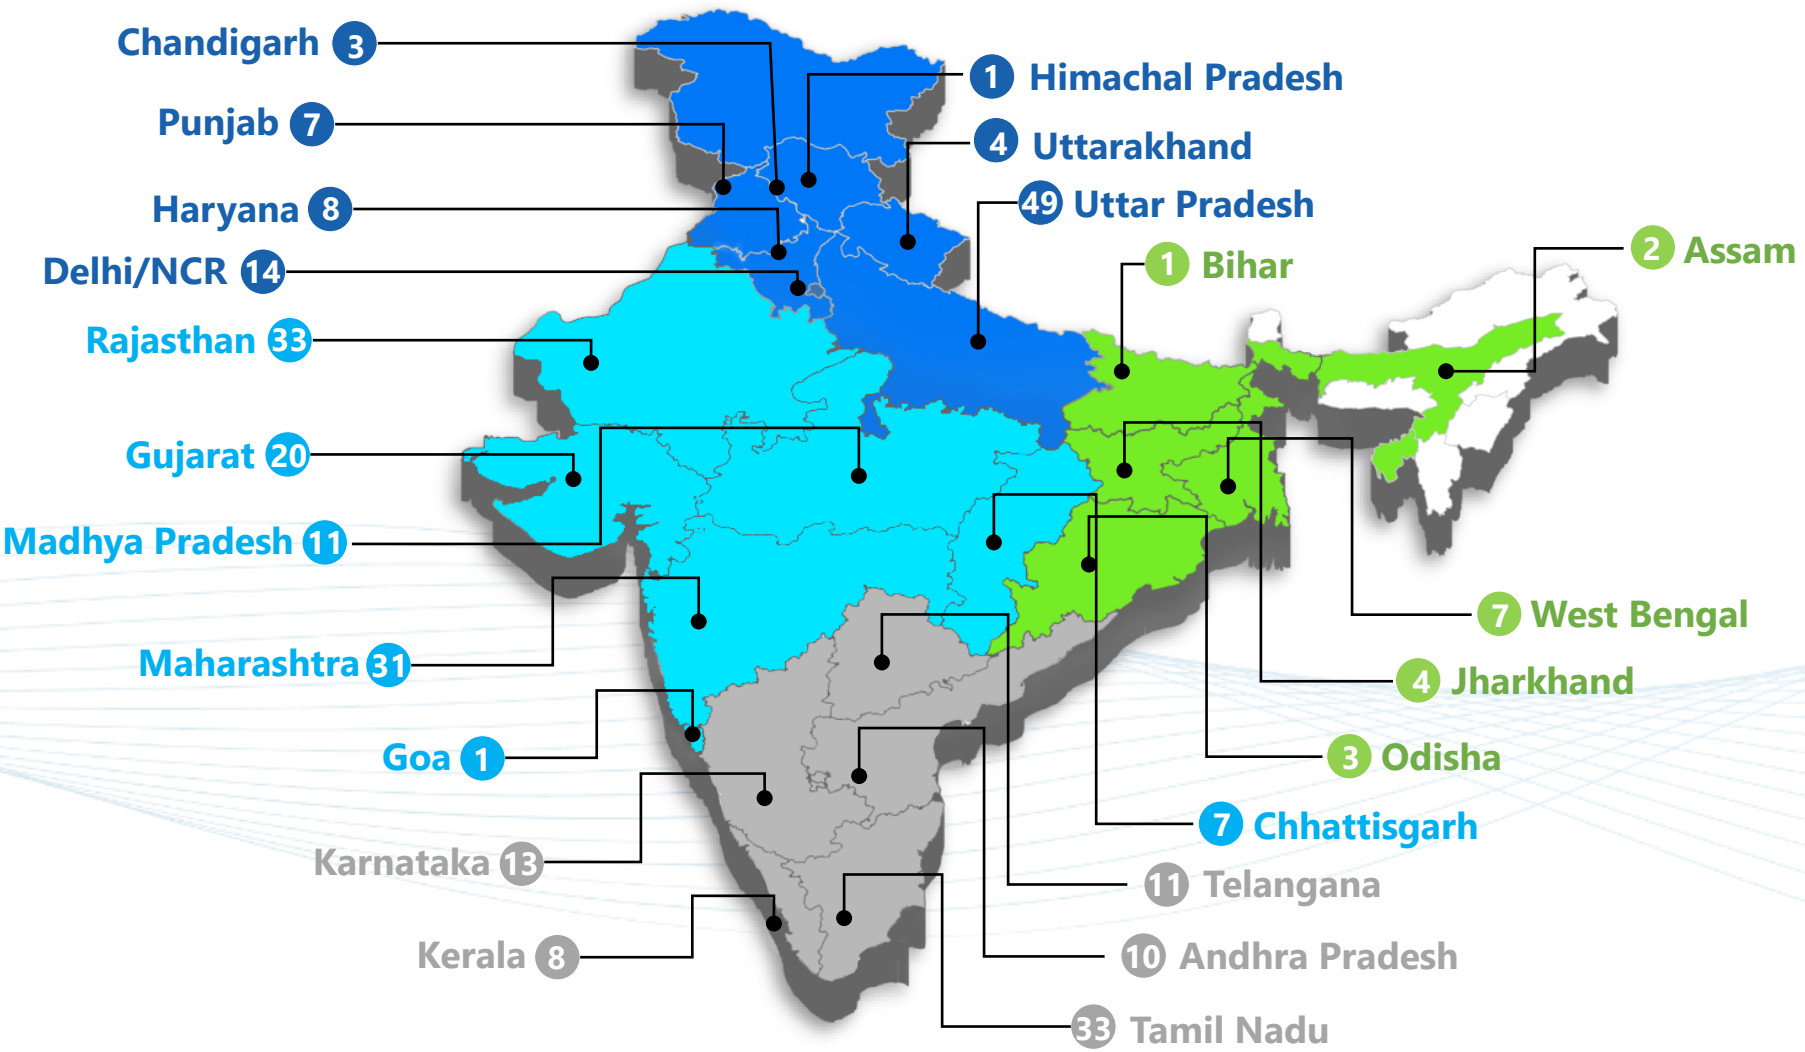 Chandigarh 3
1 Himachal Pradesh
Punjab 7
4 Uttarakhand
Haryana 8
49 Uttar Pradesh
2 Assam
1 Bihar
Delhi/NCR 14
Rajasthan 33
Gujarat 20
Madhya Pradesh 11
7 West Bengal
Maharashtra 31
4 Jharkhand
Goa 1
3 Odisha
7 Chhattisgarh
Karnataka 13
11 Telangana
Kerala 8
10 Andhra Pradesh
33 Tamil Nadu